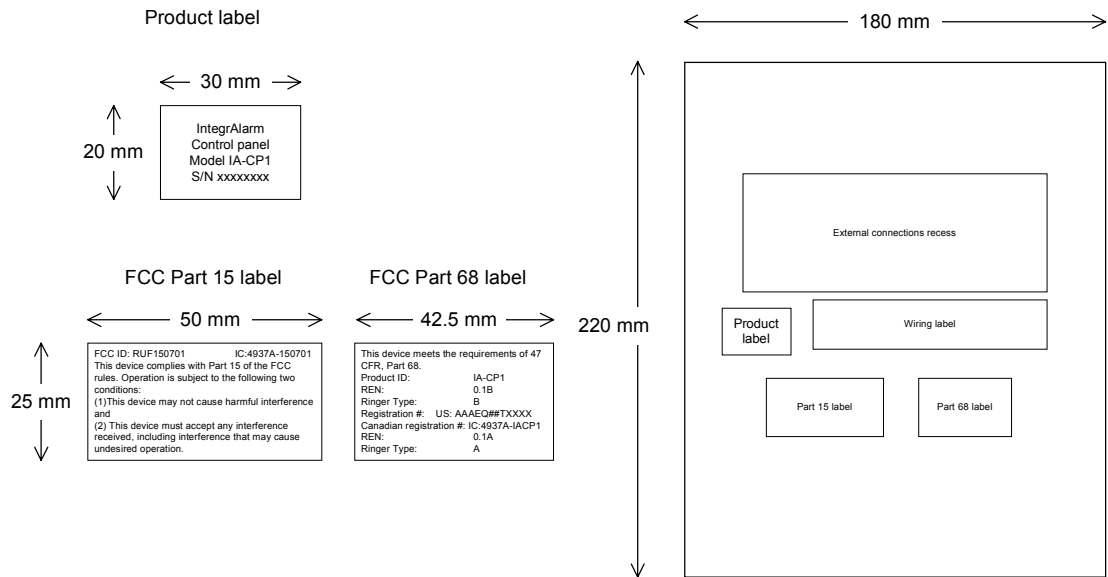 Product label
30 mm
20 mm
IntegrAlarm
Control panel
Model IA-CP1
S/N xxxxxxxx
FCC Part 15 label
50 mm
25 mm
FCC ID: RUF150701 IC:4937A-150701
This device complies with Part 15 of the FCC
rules. Operation is subject to the following two
conditions:
(1)This device may not cause harmful interference
and
(2) This device must accept any interference
received, including interference that may cause
undesired operation.
FCC Part 68 label
42.5 mm
This device meets the requirements of 47
CFR, Part 68.
Product ID: IA-CP1
REN: 0.1B
Ringer Type: B
Registration #: US: AAAEQ##TXXXX
Canadian registration #: IC:4937A-IACP1
REN: 0.1A
Ringer Type: A
180 mm
220 mm
External connections recess
Product
label
Wiring label
Part 15 label
Part 68 label